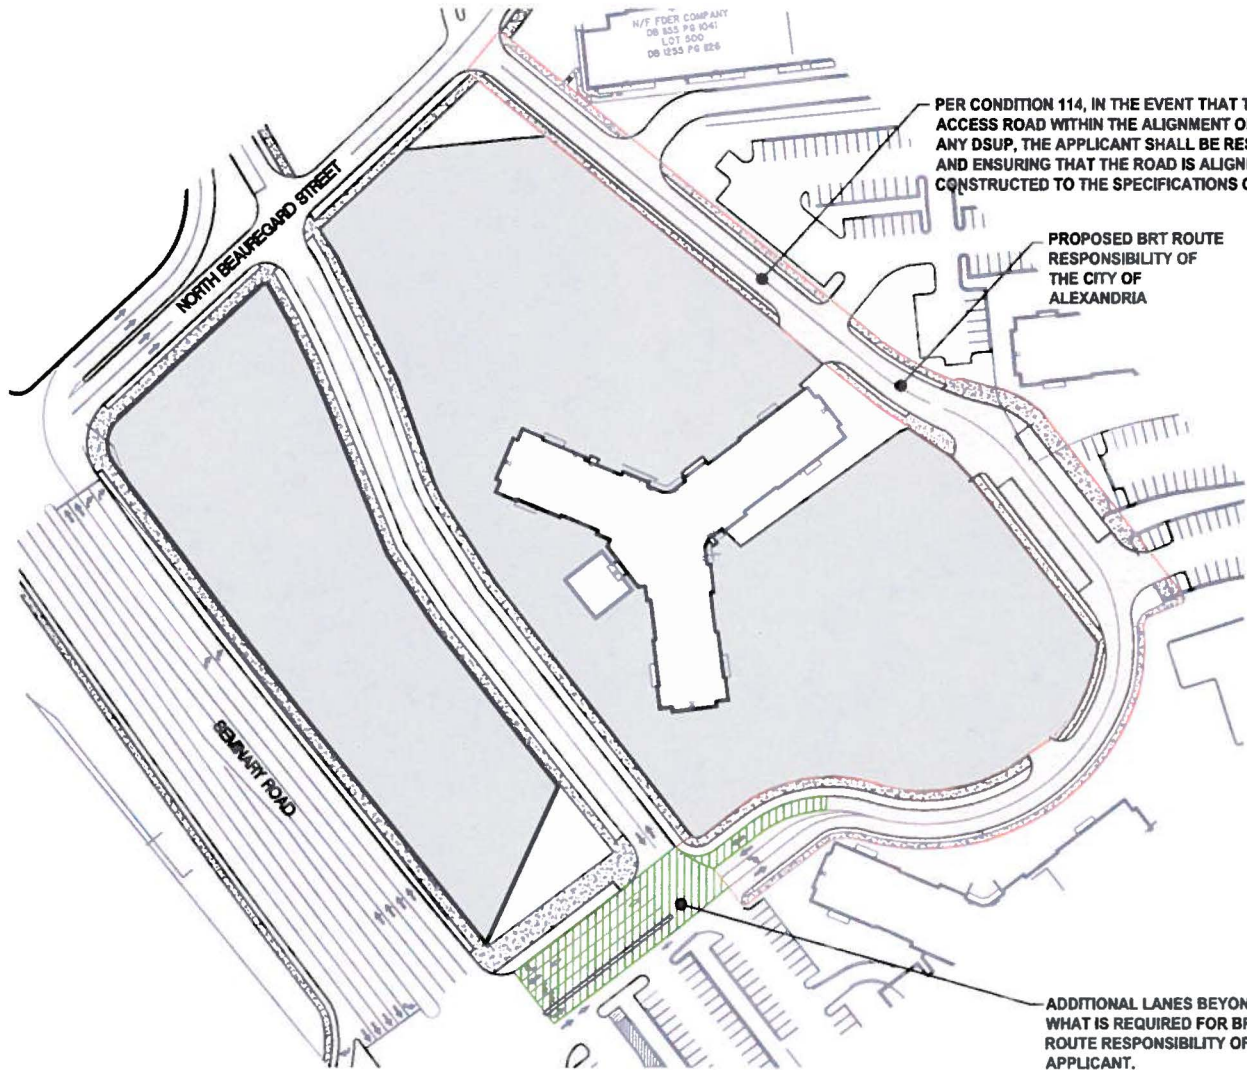 N/F FDER COMPANY
DB 855 PG 1041
LOT 500
DB 1255 PG 826
PER CONDITION 114, IN THE EVENT THAT T
ACCESS ROAD WITHIN THE ALIGNMENT O
ANY DSUP, THE APPLICANT SHALL BE RES
AND ENSURING THAT THE ROAD IS ALIGN
CONSTRUCTED TO THE SPECIFICATIONS O
PROPOSED BRT ROUTE
RESPONSIBILITY OF
THE CITY OF
ALEXANDRIA
NORTH BEAUREGARD STREET
SEMINARY ROAD
ADDITIONAL LANES BEYON
WHAT IS REQUIRED FOR BR
ROUTE RESPONSIBILITY OF
APPLICANT.